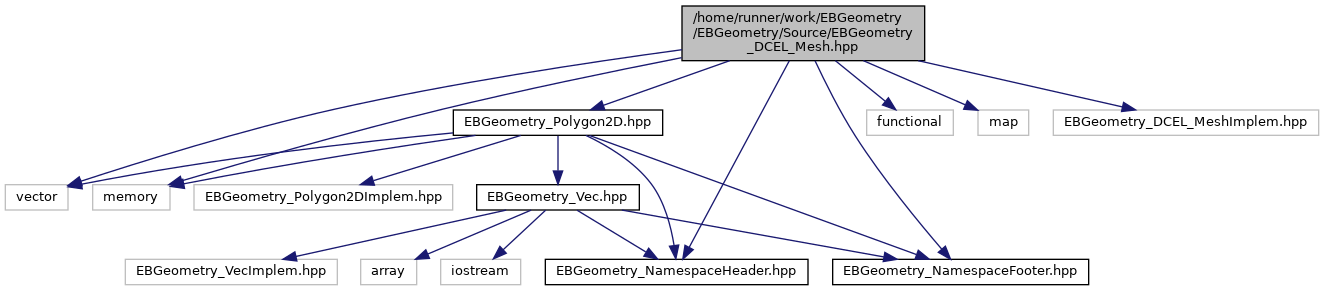 /home/runner/work/EBGeometry
/EBGeometry/Source/EBGeometry
_DCEL_Mesh.hpp
EBGeometry_Polygon2D.hpp
functional
map
EBGeometry_DCEL_MeshImplem.hpp
vector
memory
EBGeometry_Polygon2DImplem.hpp
EBGeometry_Vec.hpp
EBGeometry_VecImplem.hpp
array
iostream
EBGeometry_NamespaceHeader.hpp
EBGeometry_NamespaceFooter.hpp